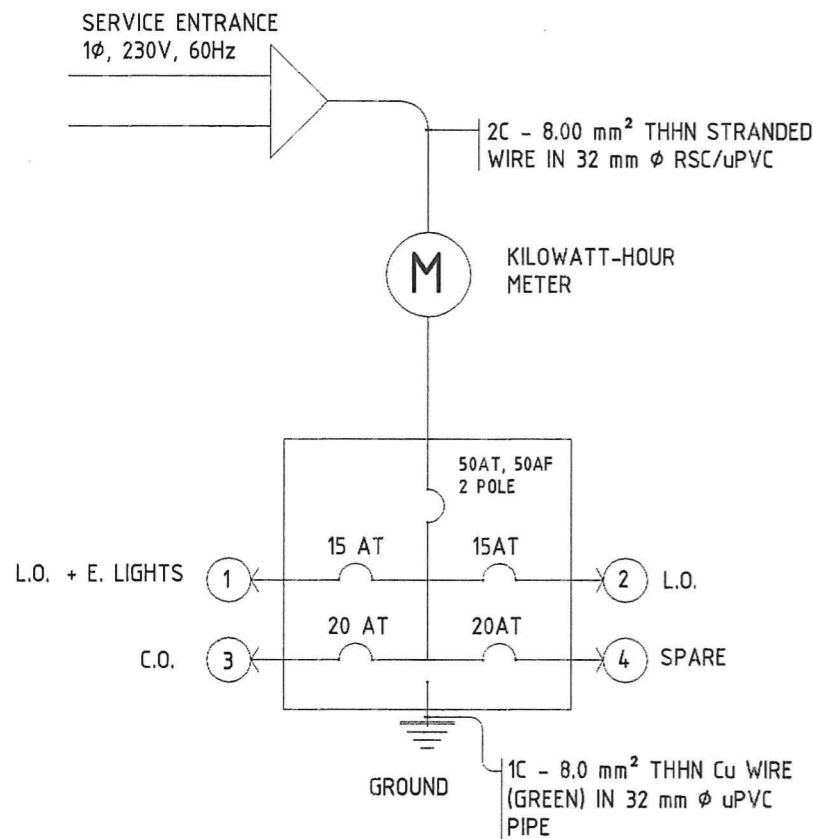 SERVICE ENTRANCE
1Φ, 230V, 60Hz
2C - 8.00 mm² THHN STRANDED
WIRE IN 32 mm Φ RSC/uPVC
M
KILOWATT-HOUR
METER
50AT, 50AF
2 POLE
15 AT
15AT
L.O. + E. LIGHTS
1
2
L.O.
20 AT
20AT
C.O.
3
4
SPARE
GROUND
1C - 8.0 mm² THHN Cu WIRE
(GREEN) IN 32 mm Φ uPVC
PIPE